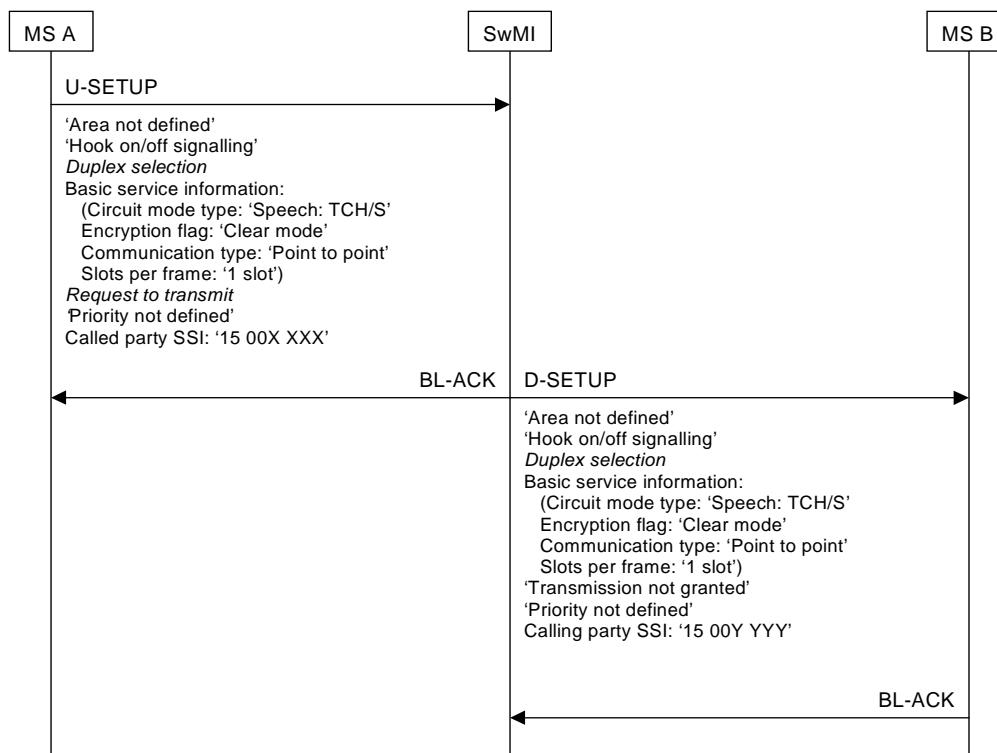 MS A
SwMI
MS B
U-SETUP
‘Area not defined’
‘Hook on/off signalling’
Duplex selection
Basic service information:
(Circuit mode type: ‘Speech: TCH/S’
Encryption flag: ‘Clear mode’
Communication type: ‘Point to point’
Slots per frame: ‘1 slot’)
Request to transmit
‘Priority not defined’
Called party SSI: ‘15 00X XXX’
BL-ACK
D-SETUP
‘Area not defined’
‘Hook on/off signalling’
Duplex selection
Basic service information:
(Circuit mode type: ‘Speech: TCH/S’
Encryption flag: ‘Clear mode’
Communication type: ‘Point to point’
Slots per frame: ‘1 slot’)
‘Transmission not granted’
‘Priority not defined’
Calling party SSI: ‘15 00Y YYY’
BL-ACK